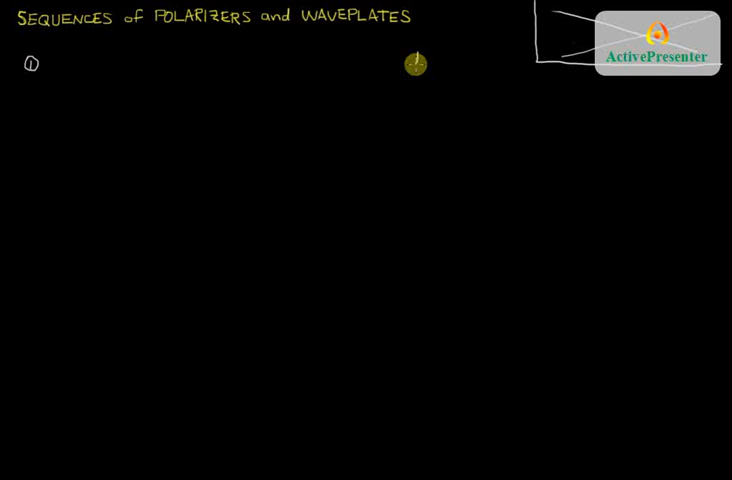 SEQUENCES of POLARIZERS and WAVEPLATES
ActivePresenter
①